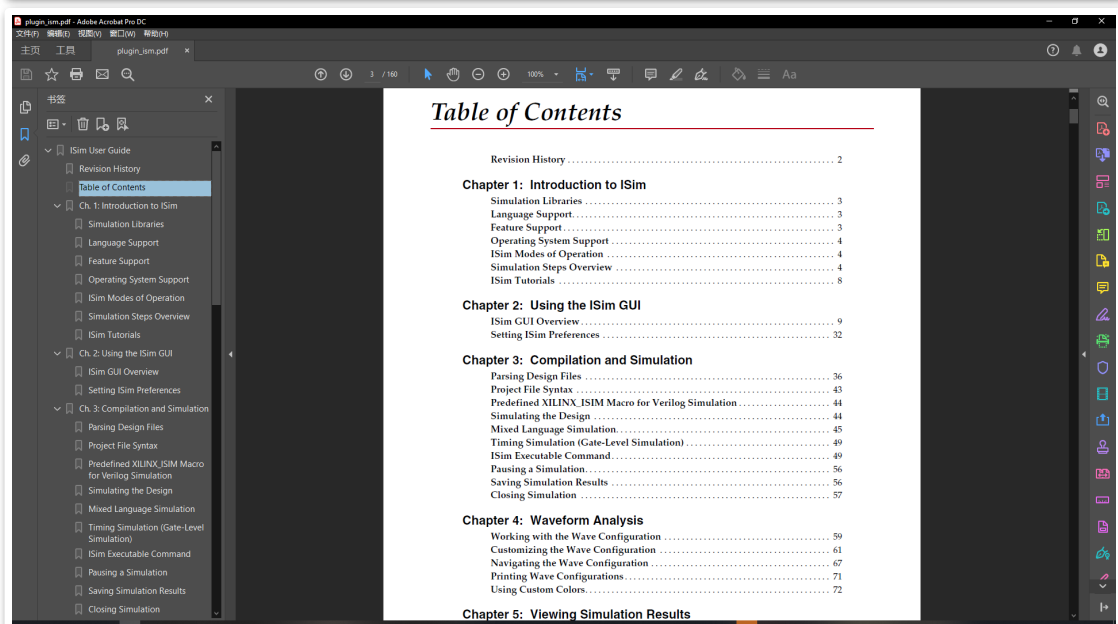 plugin_ism.pdf - Adobe Acrobat Pro DC
文件(F) 编辑(E) 视图(V) 窗口(W) 帮助(H)
主页 工具 plugin_ism.pdf ×
3 / 160 100% Aa
书签 ×
ISim User Guide
Revision History
Table of Contents
Ch. 1: Introduction to ISim
Simulation Libraries
Language Support
Feature Support
Operating System Support
ISim Modes of Operation
Simulation Steps Overview
ISim Tutorials
Ch. 2: Using the ISim GUI
ISim GUI Overview
Setting ISim Preferences
Ch. 3: Compilation and Simulation
Parsing Design Files
Project File Syntax
Predefined XILINX_ISIM Macro
for Verilog Simulation
Simulating the Design
Mixed Language Simulation
Timing Simulation (Gate-Level
Simulation)
ISim Executable Command
Pausing a Simulation
Saving Simulation Results
Closing Simulation
Table of Contents
Revision History 2
Chapter 1: Introduction to ISim
Simulation Libraries 3
Language Support 3
Feature Support 3
Operating System Support 4
ISim Modes of Operation 4
Simulation Steps Overview 4
ISim Tutorials 8
Chapter 2: Using the ISim GUI
ISim GUI Overview 9
Setting ISim Preferences 32
Chapter 3: Compilation and Simulation
Parsing Design Files 36
Project File Syntax 43
Predefined XILINX_ISIM Macro for Verilog Simulation 44
Simulating the Design 44
Mixed Language Simulation 45
Timing Simulation (Gate-Level Simulation) 49
ISim Executable Command 49
Pausing a Simulation 56
Saving Simulation Results 56
Closing Simulation 57
Chapter 4: Waveform Analysis
Working with the Wave Configuration 59
Customizing the Wave Configuration 61
Navigating the Wave Configuration 67
Printing Wave Configurations 71
Using Custom Colors 72
Chapter 5: Viewing Simulation Results